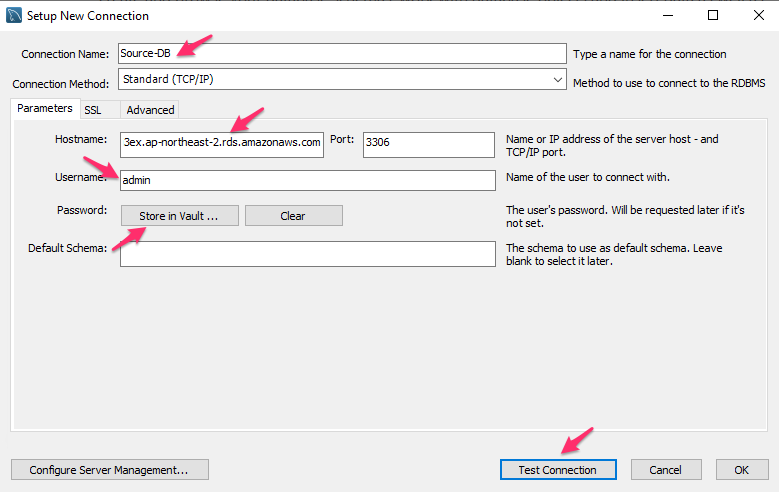 Setup New Connection
Connection Name: Source-DB Type a name for the connection
Connection Method: Standard (TCP/IP) Method to use to connect to the RDBMS
Parameters SSL Advanced
Hostname: 3ex.ap-northeast-2.rds.amazonaws.com Port: 3306 Name or IP address of the server host - and
TCP/IP port.
Username: admin Name of the user to connect with.
Password: Store in Vault ... Clear The user's password. Will be requested later if it's
not set.
Default Schema: The schema to use as default schema. Leave
blank to select it later.
Configure Server Management... Test Connection Cancel OK